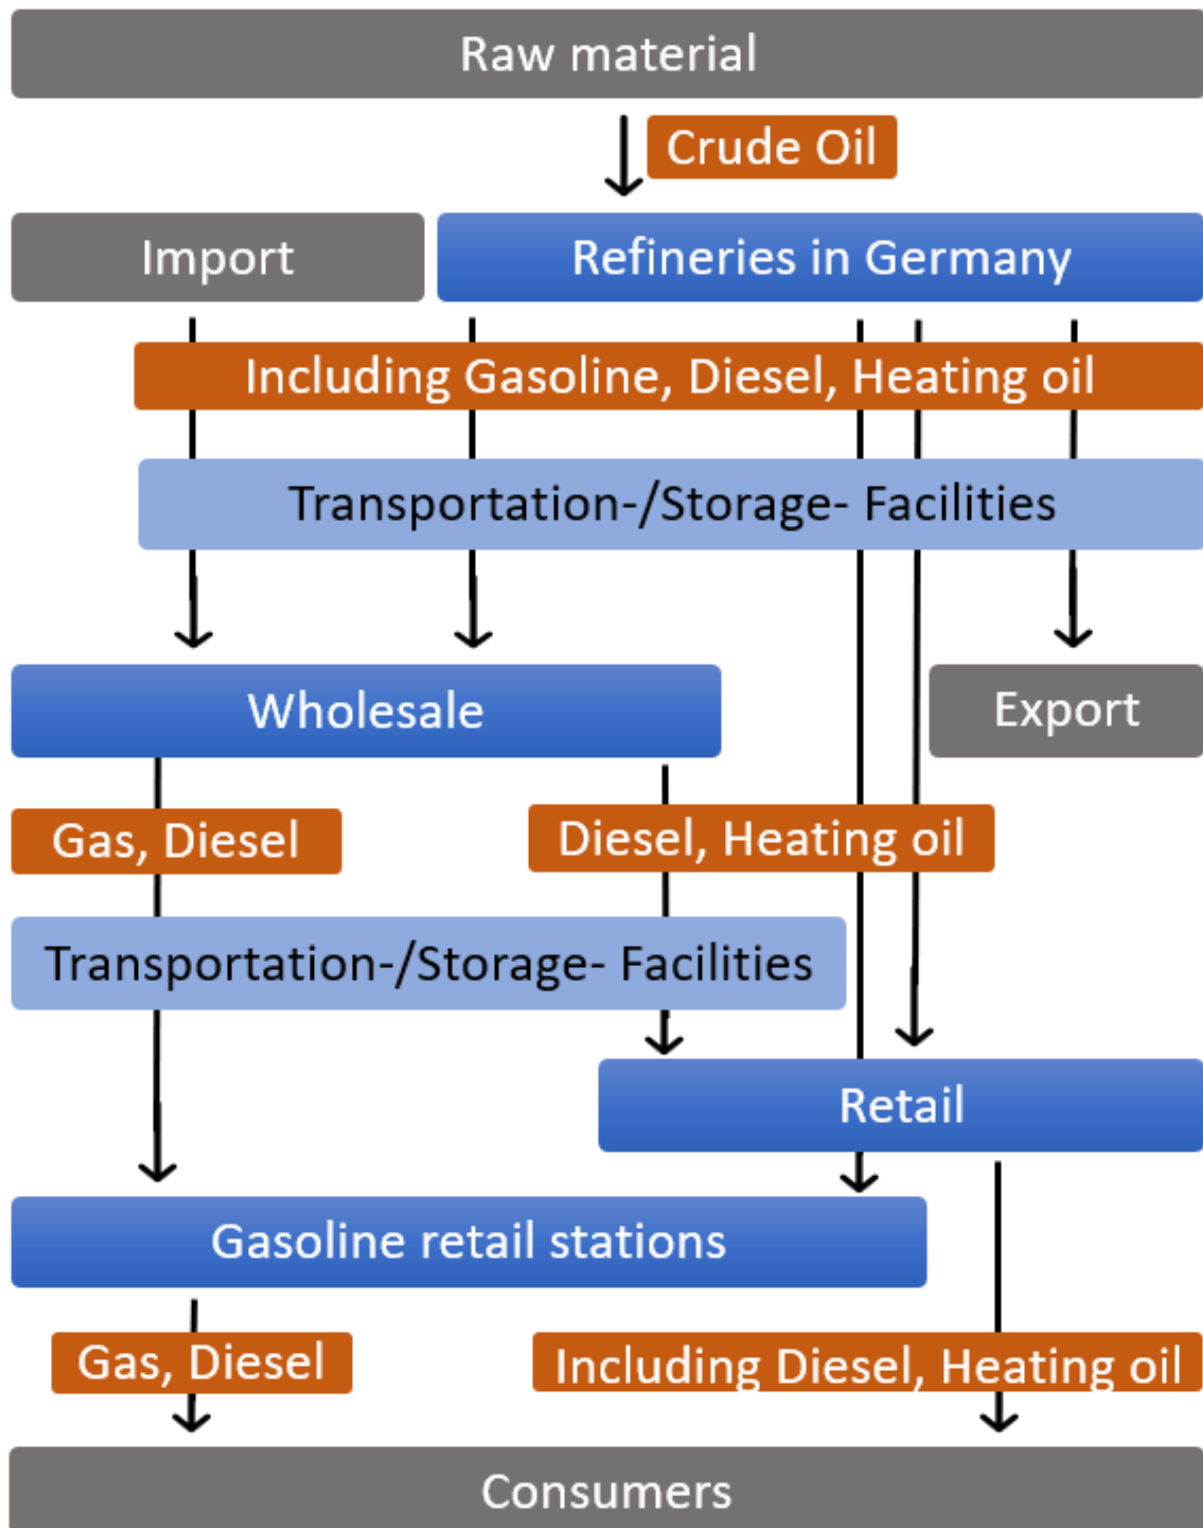 Raw material
Crude Oil
Import
Refineries in Germany
Including Gasoline, Diesel, Heating oil
Transportation-/Storage- Facilities
Wholesale
Export
Gas, Diesel
Diesel, Heating oil
Transportation-/Storage- Facilities
Retail
Gasoline retail stations
Gas, Diesel
Including Diesel, Heating oil
Consumers